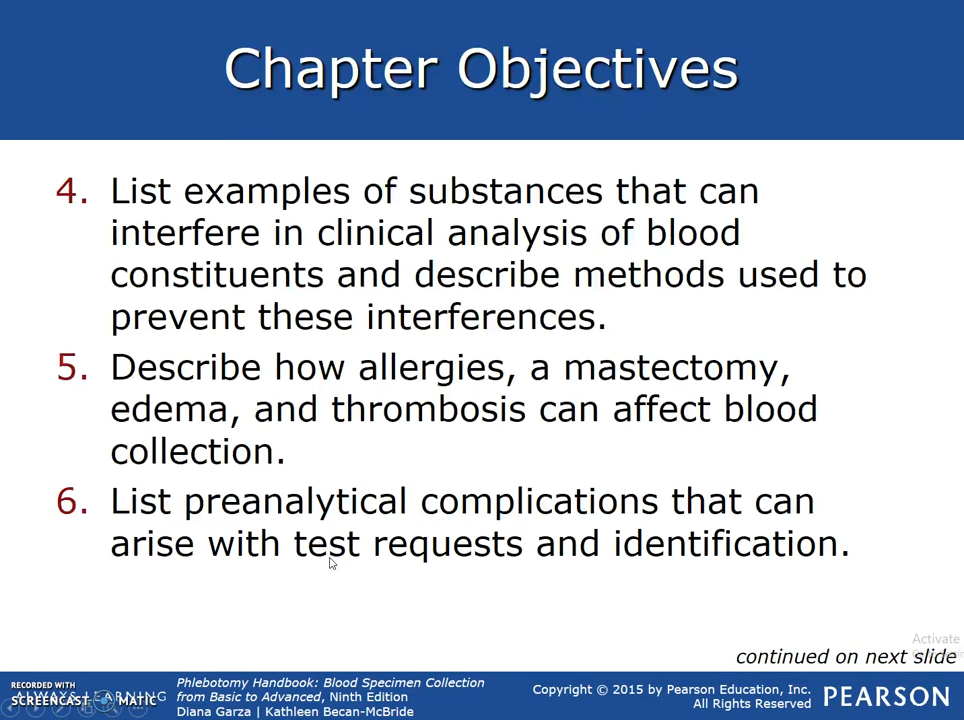 Chapter Objectives
4. List examples of substances that can
interfere in clinical analysis of blood
constituents and describe methods used to
prevent these interferences.
5. Describe how allergies, a mastectomy,
edema, and thrombosis can affect blood
collection.
6. List preanalytical complications that can
arise with test requests and identification.
Activate
continued on next slide
RECORDED WITH
SCREENCAST MATIC
ALWAYS LEARNING
Phlebotomy Handbook: Blood Specimen Collection
from Basic to Advanced, Ninth Edition
Diana Garza | Kathleen Becan-McBride
Copyright © 2015 by Pearson Education, Inc.
All Rights Reserved
PEARSON